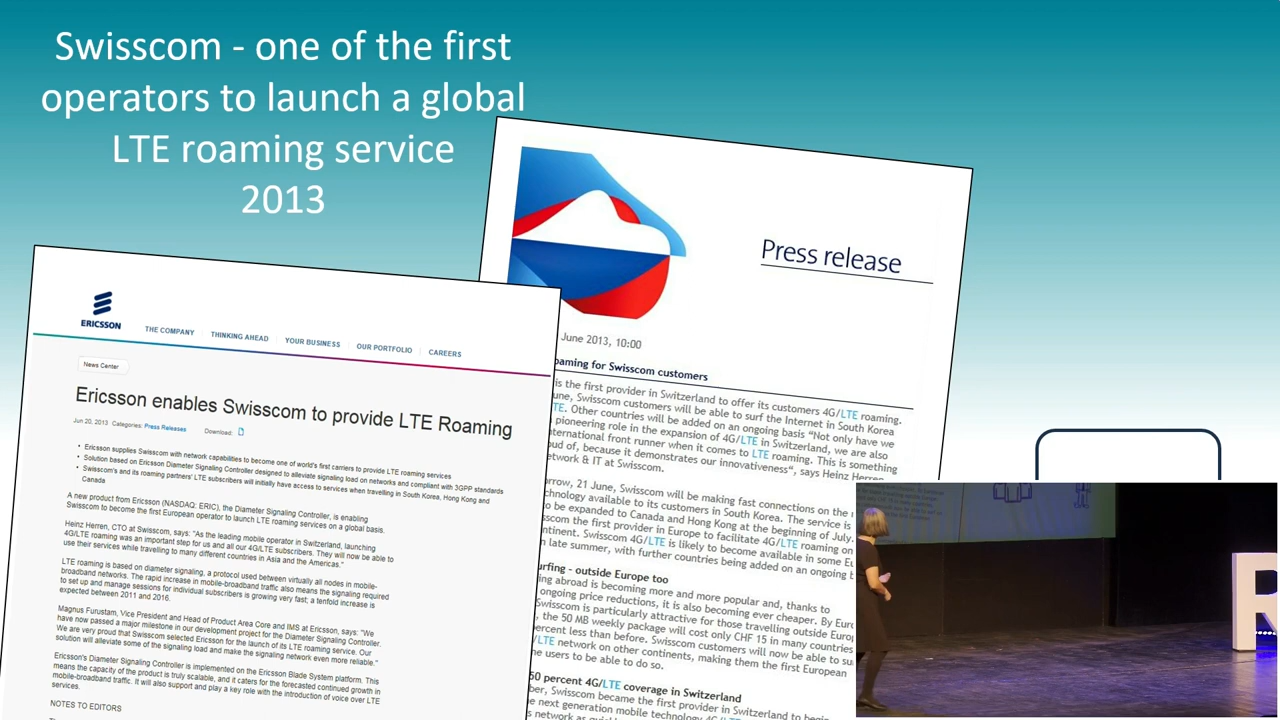 Swisscom - one of the first
operators to launch a global
LTE roaming service
2013
Press release
June 2013, 10:00
oaming for Swisscom customers
is the first provider in Switzerland to offer its customers 4G/LTE roaming.
une, Swisscom customers will be able to surf the Internet in South Korea
TE. Other countries will be added on an ongoing basis "Not only have we
pioneering role in the expansion of 4G/LTE in Switzerland, we are also
nternational front runner when it comes to LTE roaming. This is something
oud of, because it demonstrates our innovativeness", says Heinz Herren,
etwork & IT at Swisscom.
orrow, 21 June, Swisscom will be making fast connections on the
chnology available to its customers in South Korea. The service is
o be expanded to Canada and Hong Kong at the beginning of July.
sscom the first provider in Europe to facilitate 4G/LTE roaming on
ntinent. Swisscom 4G/LTE is likely to become available in some Eu
n late summer, with further countries being added on an ongoing b
urfing - outside Europe too
ing abroad is becoming more and more popular and, thanks to
ongoing price reductions, it is also becoming ever cheaper. By Euro
Swisscom is particularly attractive for those travelling outside Europ
, the 50 MB weekly package will cost only CHF 15 in many countries
percent less than before. Swisscom customers will now be able to su
/LTE network on other continents, making them the first European
ne users to be able to do so.
50 percent 4G/LTE coverage in Switzerland
ber, Swisscom became the first provider in Switzerland to begin
e next generation mobile technology 4G/LTE
ERICSSON
THE COMPANY
THINKING AHEAD
YOUR BUSINESS
OUR PORTFOLIO
CAREERS
News Center
Ericsson enables Swisscom to provide LTE Roaming
Jun 20, 2013 Categories: Press Releases Download:
• Ericsson supplies Swisscom with network capabilities to become one of world's first carriers to provide LTE roaming services
• Solution based on Ericsson Diameter Signaling Controller designed to alleviate signaling load on networks and compliant with 3GPP standards
• Swisscom's and its roaming partners' LTE subscribers will initially have access to services when travelling in South Korea, Hong Kong and
Canada
A new product from Ericsson (NASDAQ: ERIC), the Diameter Signaling Controller, is enabling
Swisscom to become the first European operator to launch LTE roaming services on a global basis.
Heinz Herren, CTO at Swisscom, says: "As the leading mobile operator in Switzerland, launching
4G/LTE roaming was an important step for us and all our 4G/LTE subscribers. They will now be able to
use their services while travelling to many different countries in Asia and the Americas."
LTE roaming is based on diameter signaling, a protocol used between virtually all nodes in mobile-
broadband networks. The rapid increase in mobile-broadband traffic also means the signaling required
to set up and manage sessions for individual subscribers is growing very fast; a tenfold increase is
expected between 2011 and 2016.
Magnus Furustam, Vice President and Head of Product Area Core and IMS at Ericsson, says: "We
have now passed a major milestone in our development project for the Diameter Signaling Controller.
We are very proud that Swisscom selected Ericsson for the launch of its LTE roaming service. Our
solution will alleviate some of the signaling load and make the signaling network even more reliable."
Ericsson's Diameter Signaling Controller is implemented on the Ericsson Blade System platform. This
means the capacity of the product is truly scalable, and it caters for the forecasted continued growth in
mobile-broadband traffic. It will also support and play a key role with the introduction of voice over LTE
services.
NOTES TO EDITORS
R